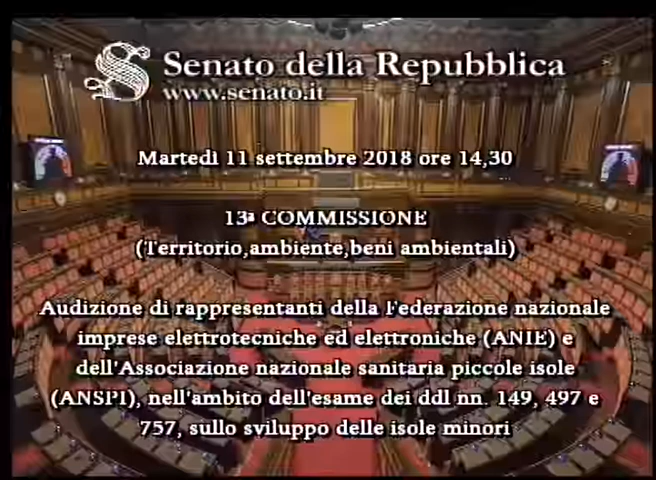 Senato della Repubblica
www.senato.it
Martedì 11 settembre 2018 ore 14,30
13ª COMMISSIONE
(Territorio,ambiente,beni ambientali)
Audizione di rappresentanti della Federazione nazionale
imprese elettrotecniche ed elettroniche (ANIE) e
dell'Associazione nazionale sanitaria piccole isole
(ANSPI), nell'ambito dell'esame dei ddl nn. 149, 497 e
757, sullo sviluppo delle isole minori